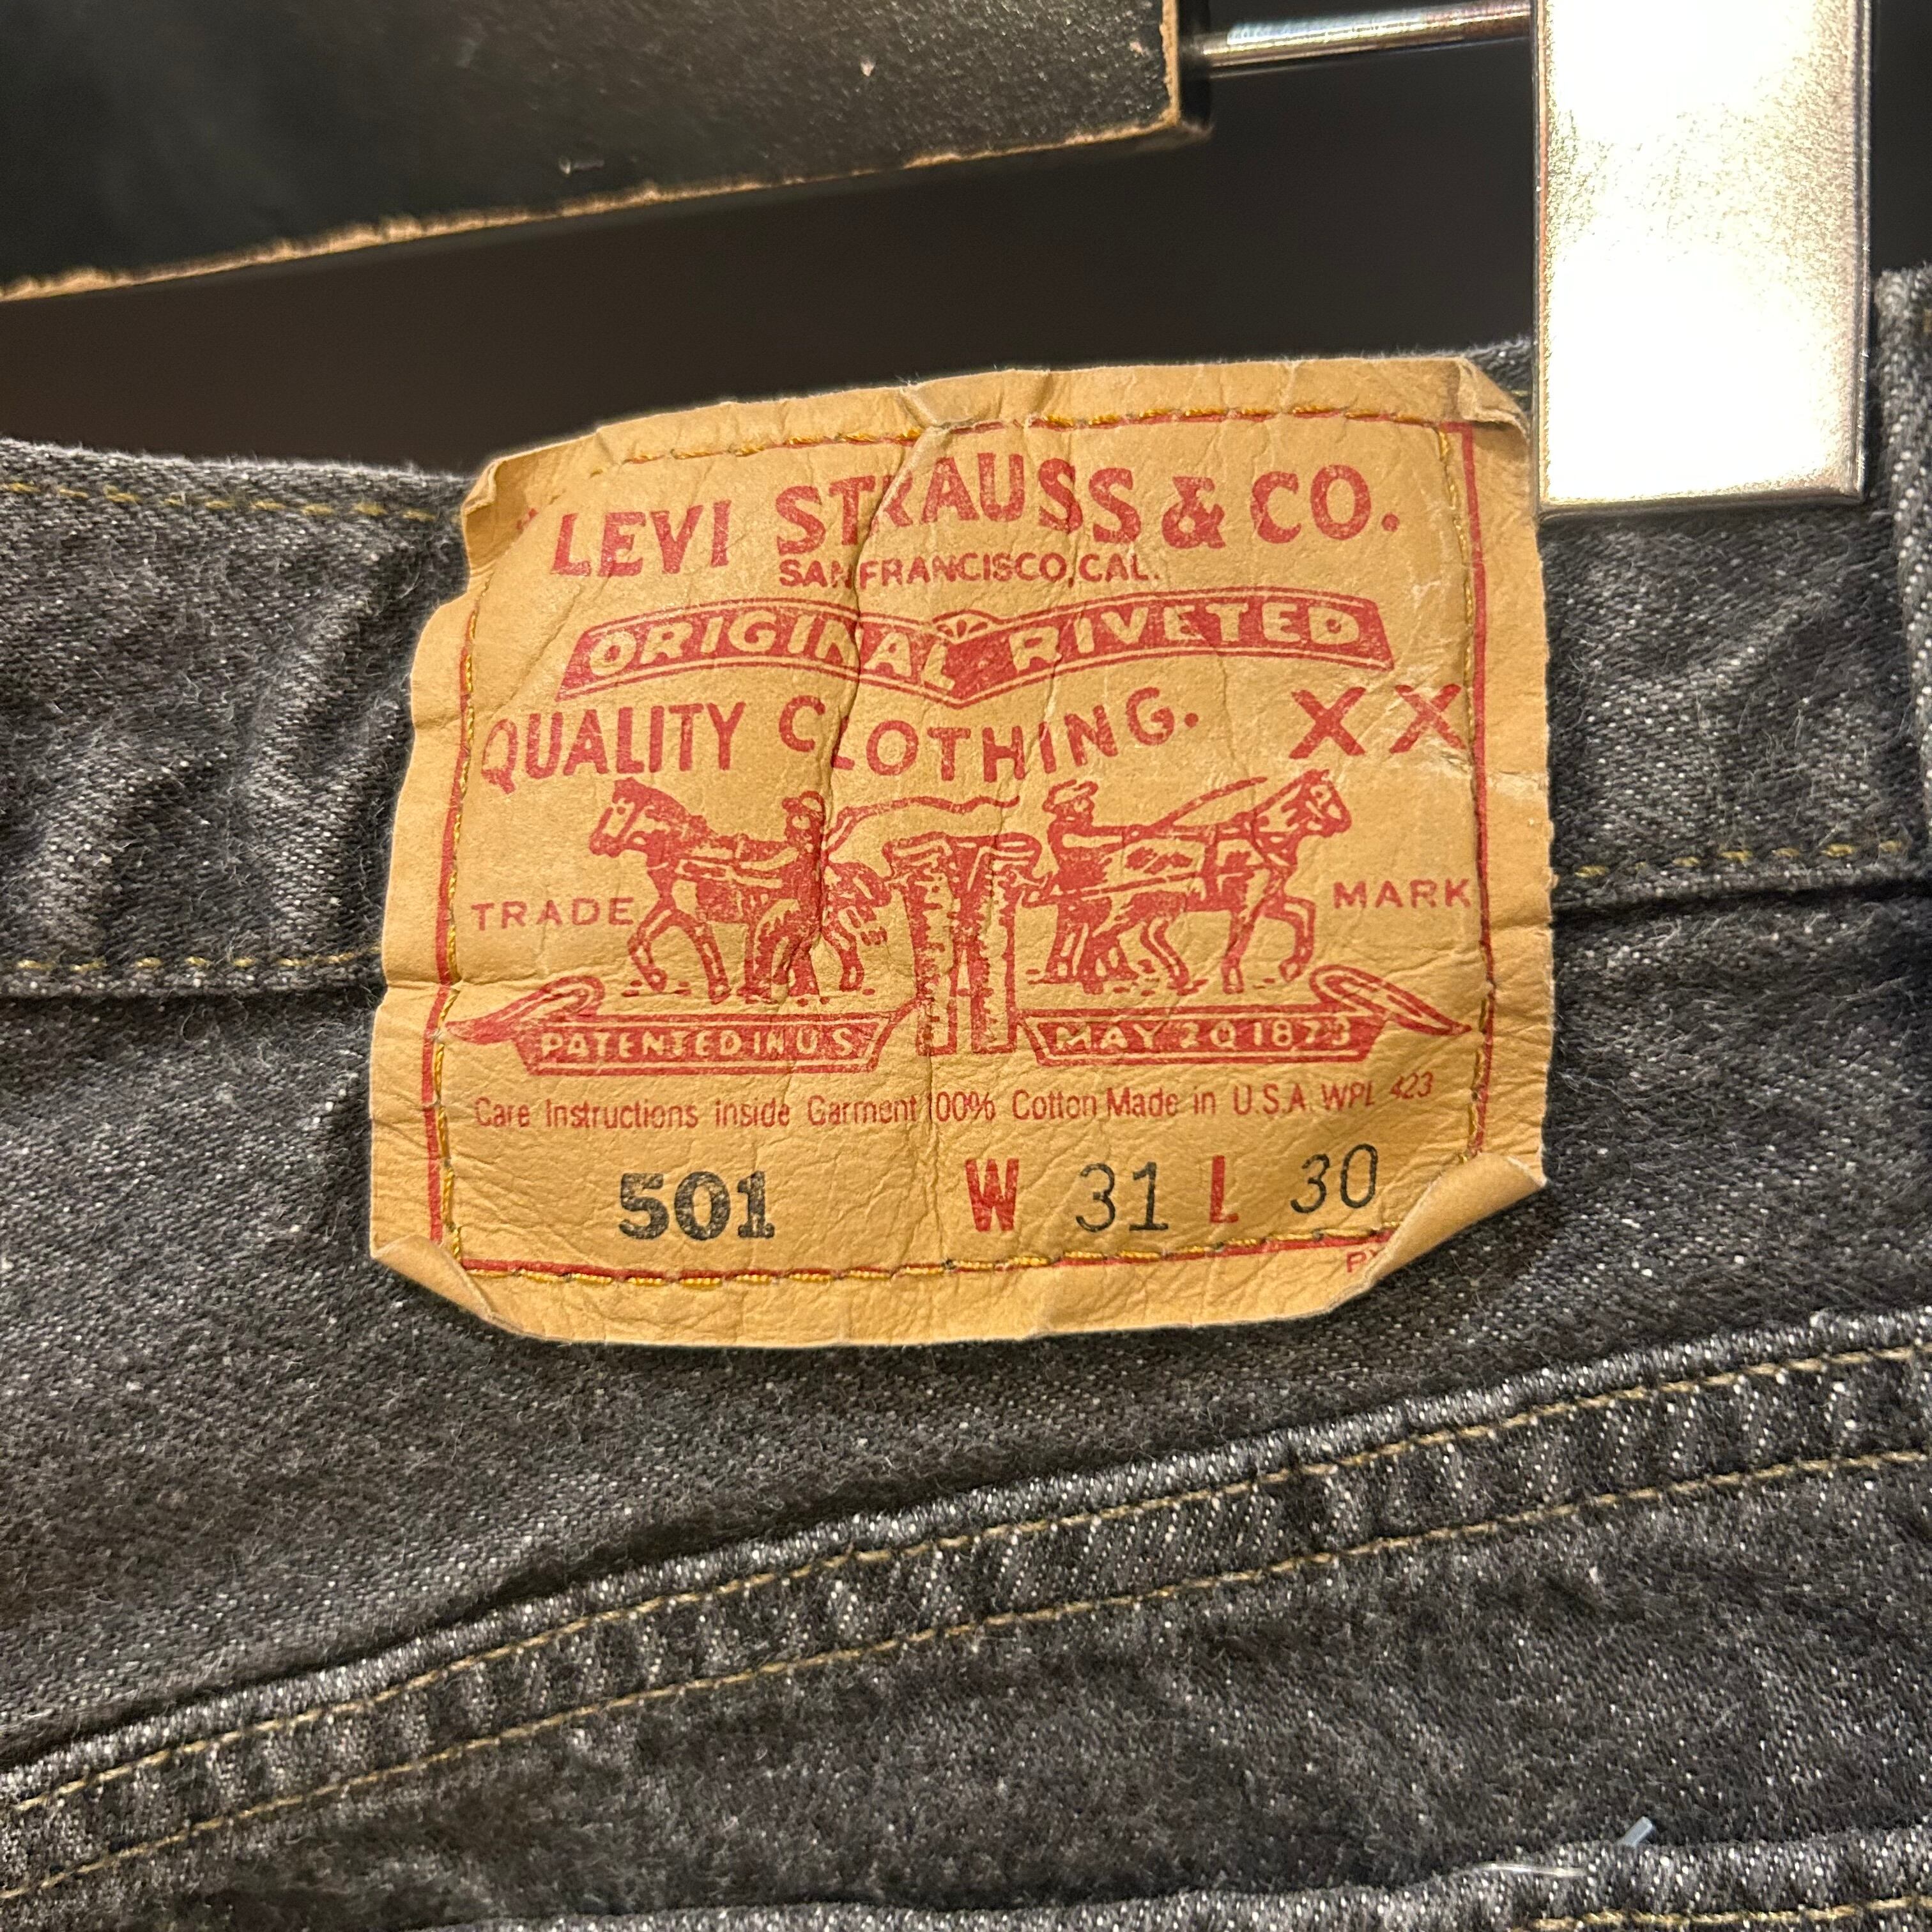 LEVI STRAUSS & CO.
SAN FRANCISCO, CAL.
ORIGINAL RIVETED
QUALITY CLOTHING. XX
TRADE MARK
PATENTED IN U S MAY 20 1873
Care Instructions inside Garment 100% Cotton Made in U.S.A. WPL 423
501 W 31 L 30